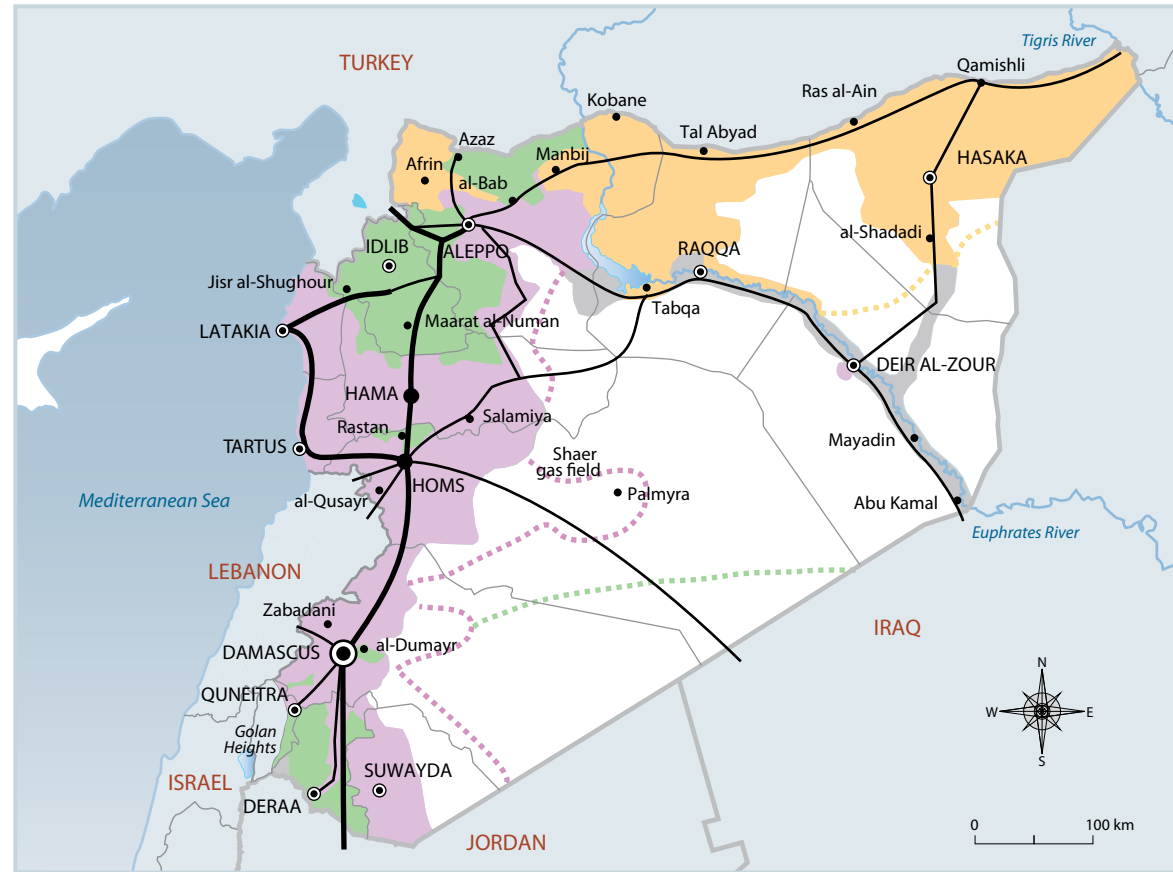 Tigris River
TURKEY
Qamishli
Kobane
Ras al-Ain
Azaz
Tal Abyad
Manbij
HASAKA
Afrin
al-Bab
al-Shadadi
ALEPPO
IDLIB
RAQQA
Jisr al-Shughour
Tabqa
Maarat al-Numan
LATAKIA
DEIR AL-ZOUR
HAMA
Salamiya
Rastan
Mayadin
TARTUS
Shaer
gas field
HOMS
Palmyra
al-Qusayr
Abu Kamal
Mediterranean Sea
Euphrates River
LEBANON
Zabadani
IRAQ
al-Dumayr
DAMASCUS
N
QUNEITRA
W
E
Golan
Heights
S
SUWAYDA
ISRAEL
DERAA
JORDAN
0
100 km